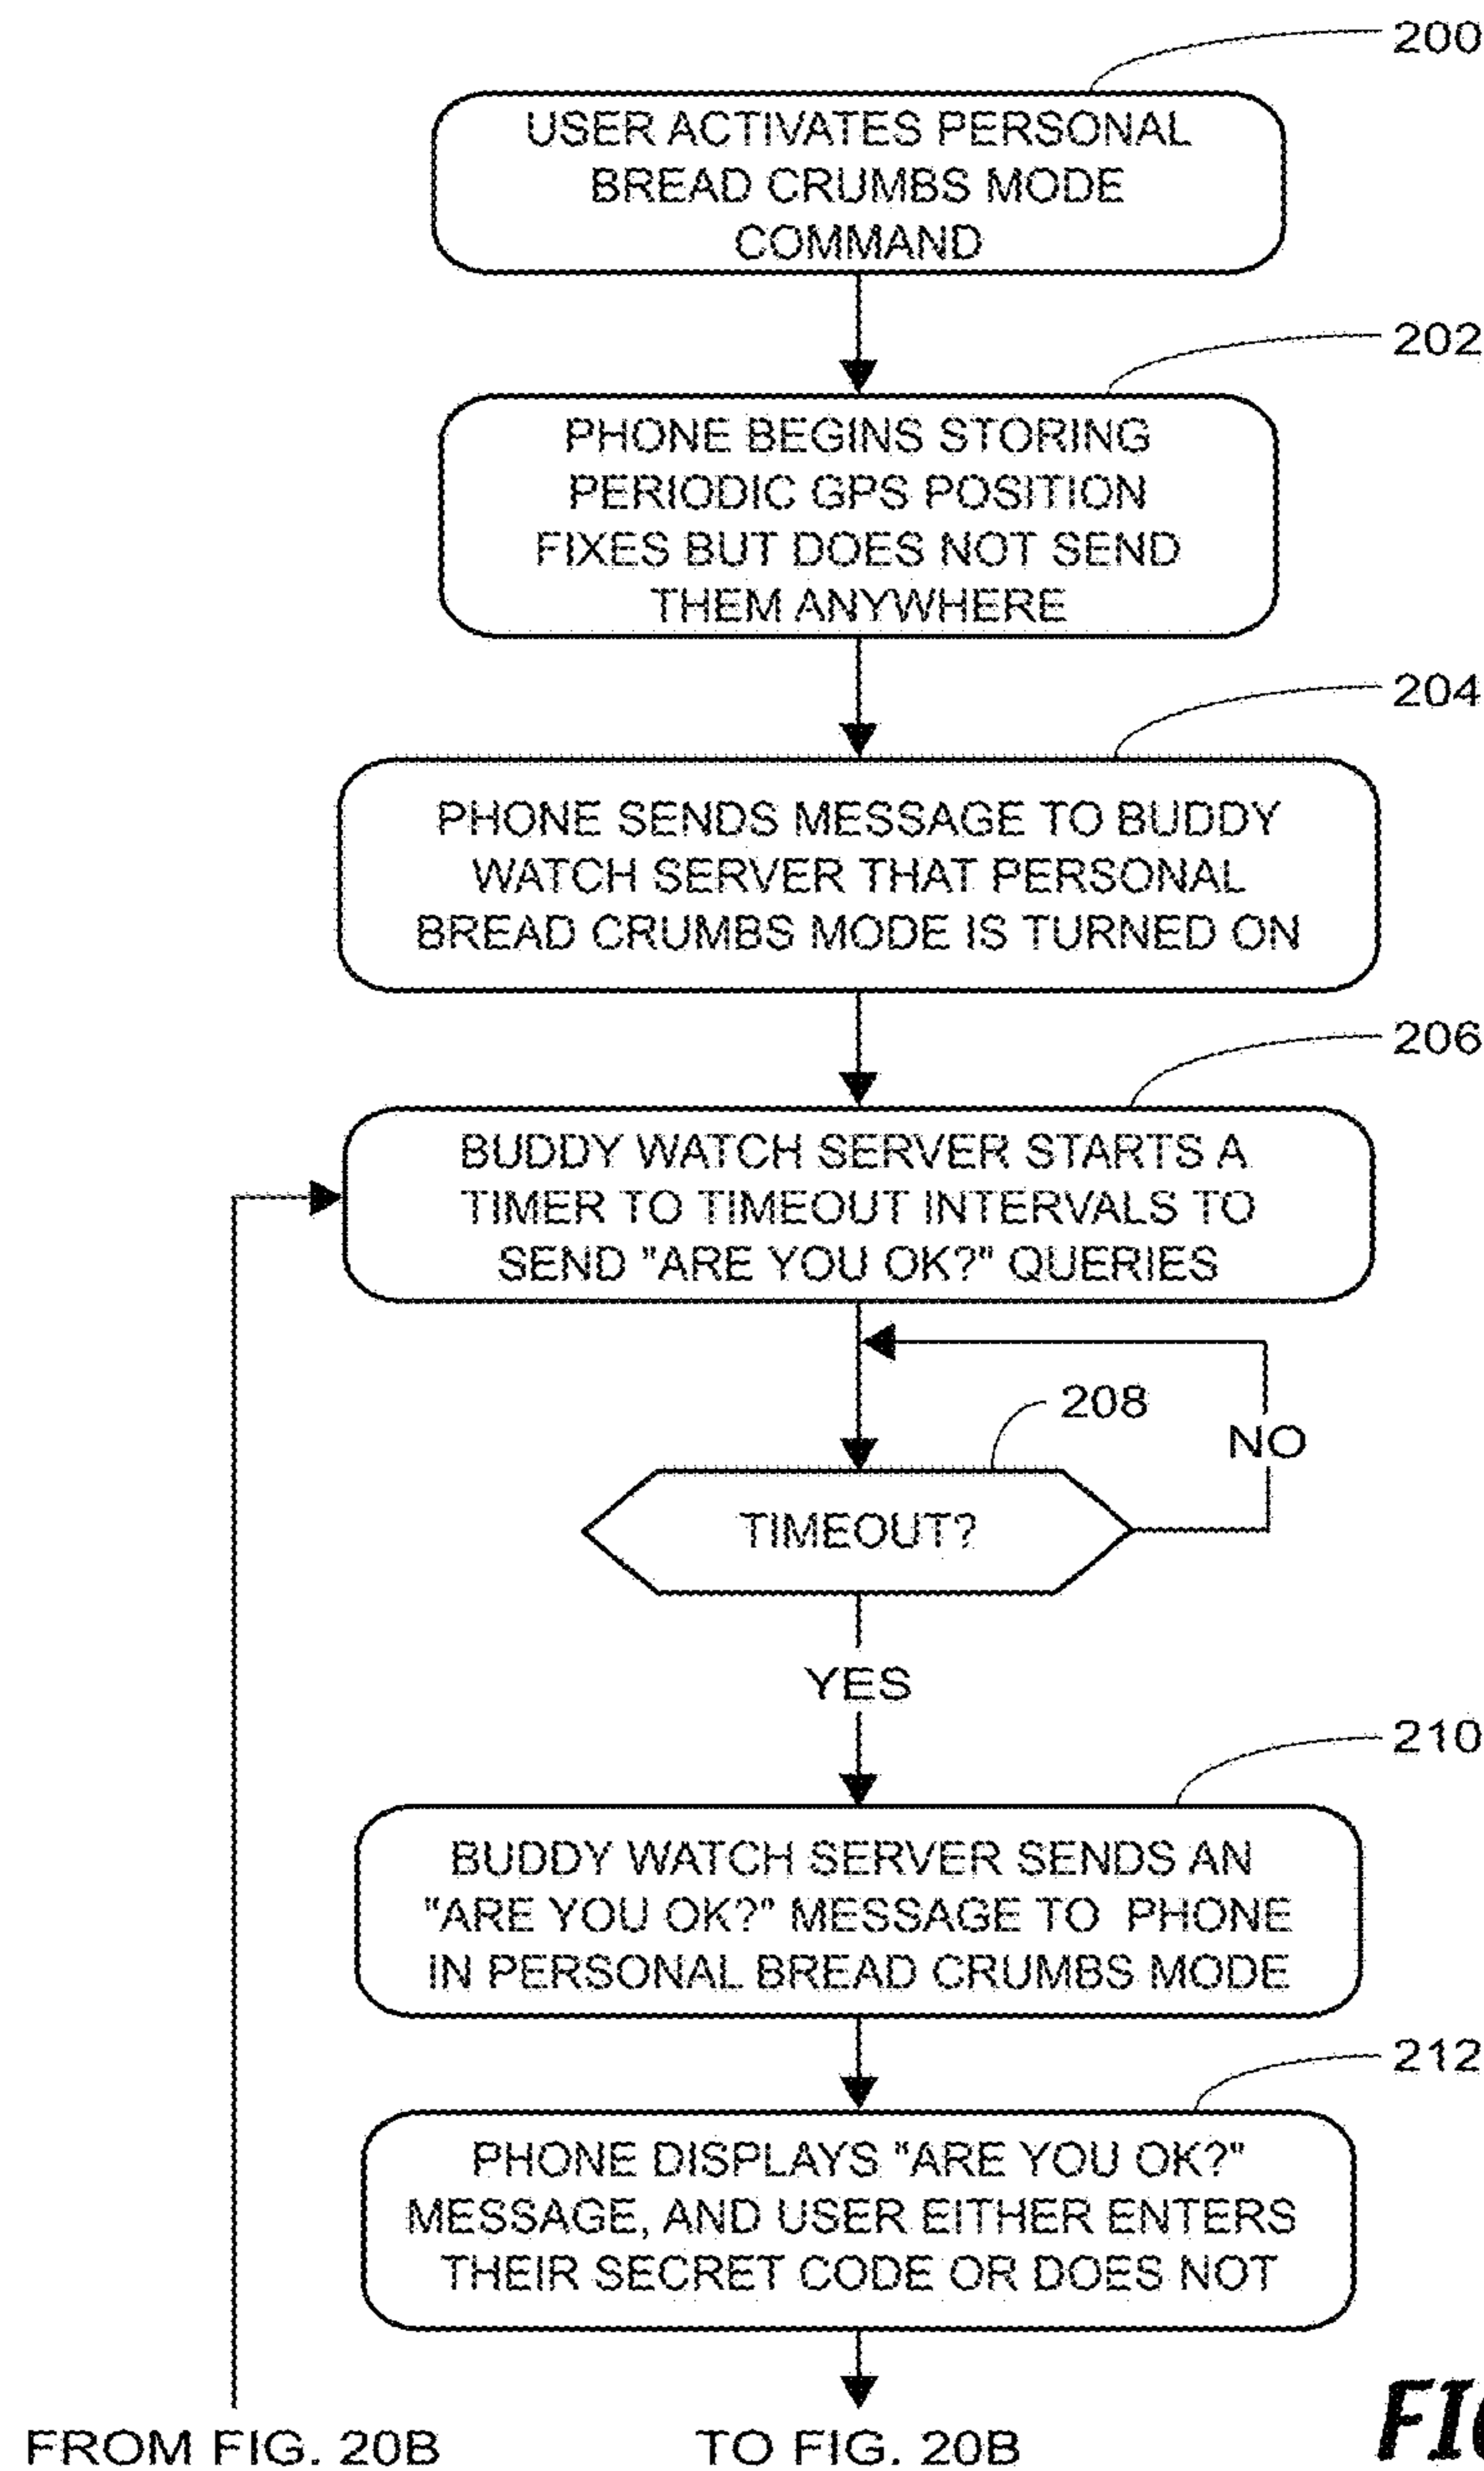 200
USER ACTIVATES PERSONAL
BREAD CRUMBS MODE
COMMAND
202
PHONE BEGINS STORING
PERIODIC GPS POSITION
FIXES BUT DOES NOT SEND
THEM ANYWHERE
204
PHONE SENDS MESSAGE TO BUDDY
WATCH SERVER THAT PERSONAL
BREAD CRUMBS MODE IS TURNED ON
206
BUDDY WATCH SERVER STARTS A
TIMER TO TIMEOUT INTERVALS TO
SEND "ARE YOU OK?" QUERIES
208
NO
TIMEOUT?
YES
210
BUDDY WATCH SERVER SENDS AN
"ARE YOU OK?" MESSAGE TO PHONE
IN PERSONAL BREAD CRUMBS MODE
212
PHONE DISPLAYS "ARE YOU OK?"
MESSAGE, AND USER EITHER ENTERS
THEIR SECRET CODE OR DOES NOT
FROM FIG. 20B
TO FIG. 20B